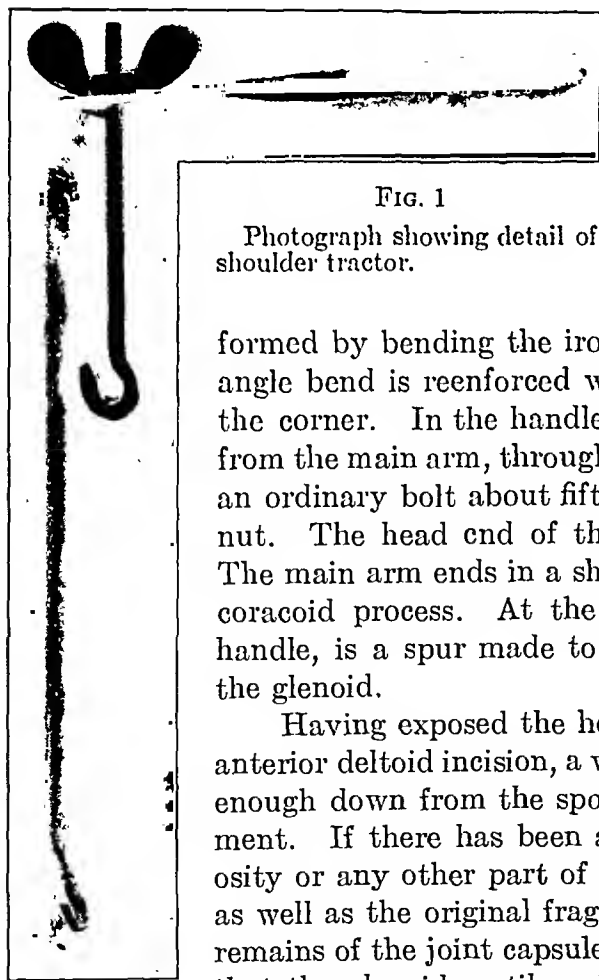 FIG. 1
Photograph showing detail of
shoulder tractor.
formed by bending the iro
angle bend is reenforced w
the corner. In the handle
from the main arm, through
an ordinary bolt about fift
nut. The head end of th
The main arm ends in a sh
coracoid process. At the
handle, is a spur made to
the glenoid.
Having exposed the he
anterior deltoid incision, a v
enough down from the spo
ment. If there has been a
osity or any other part of
as well as the original frag
remains of the joint capsule